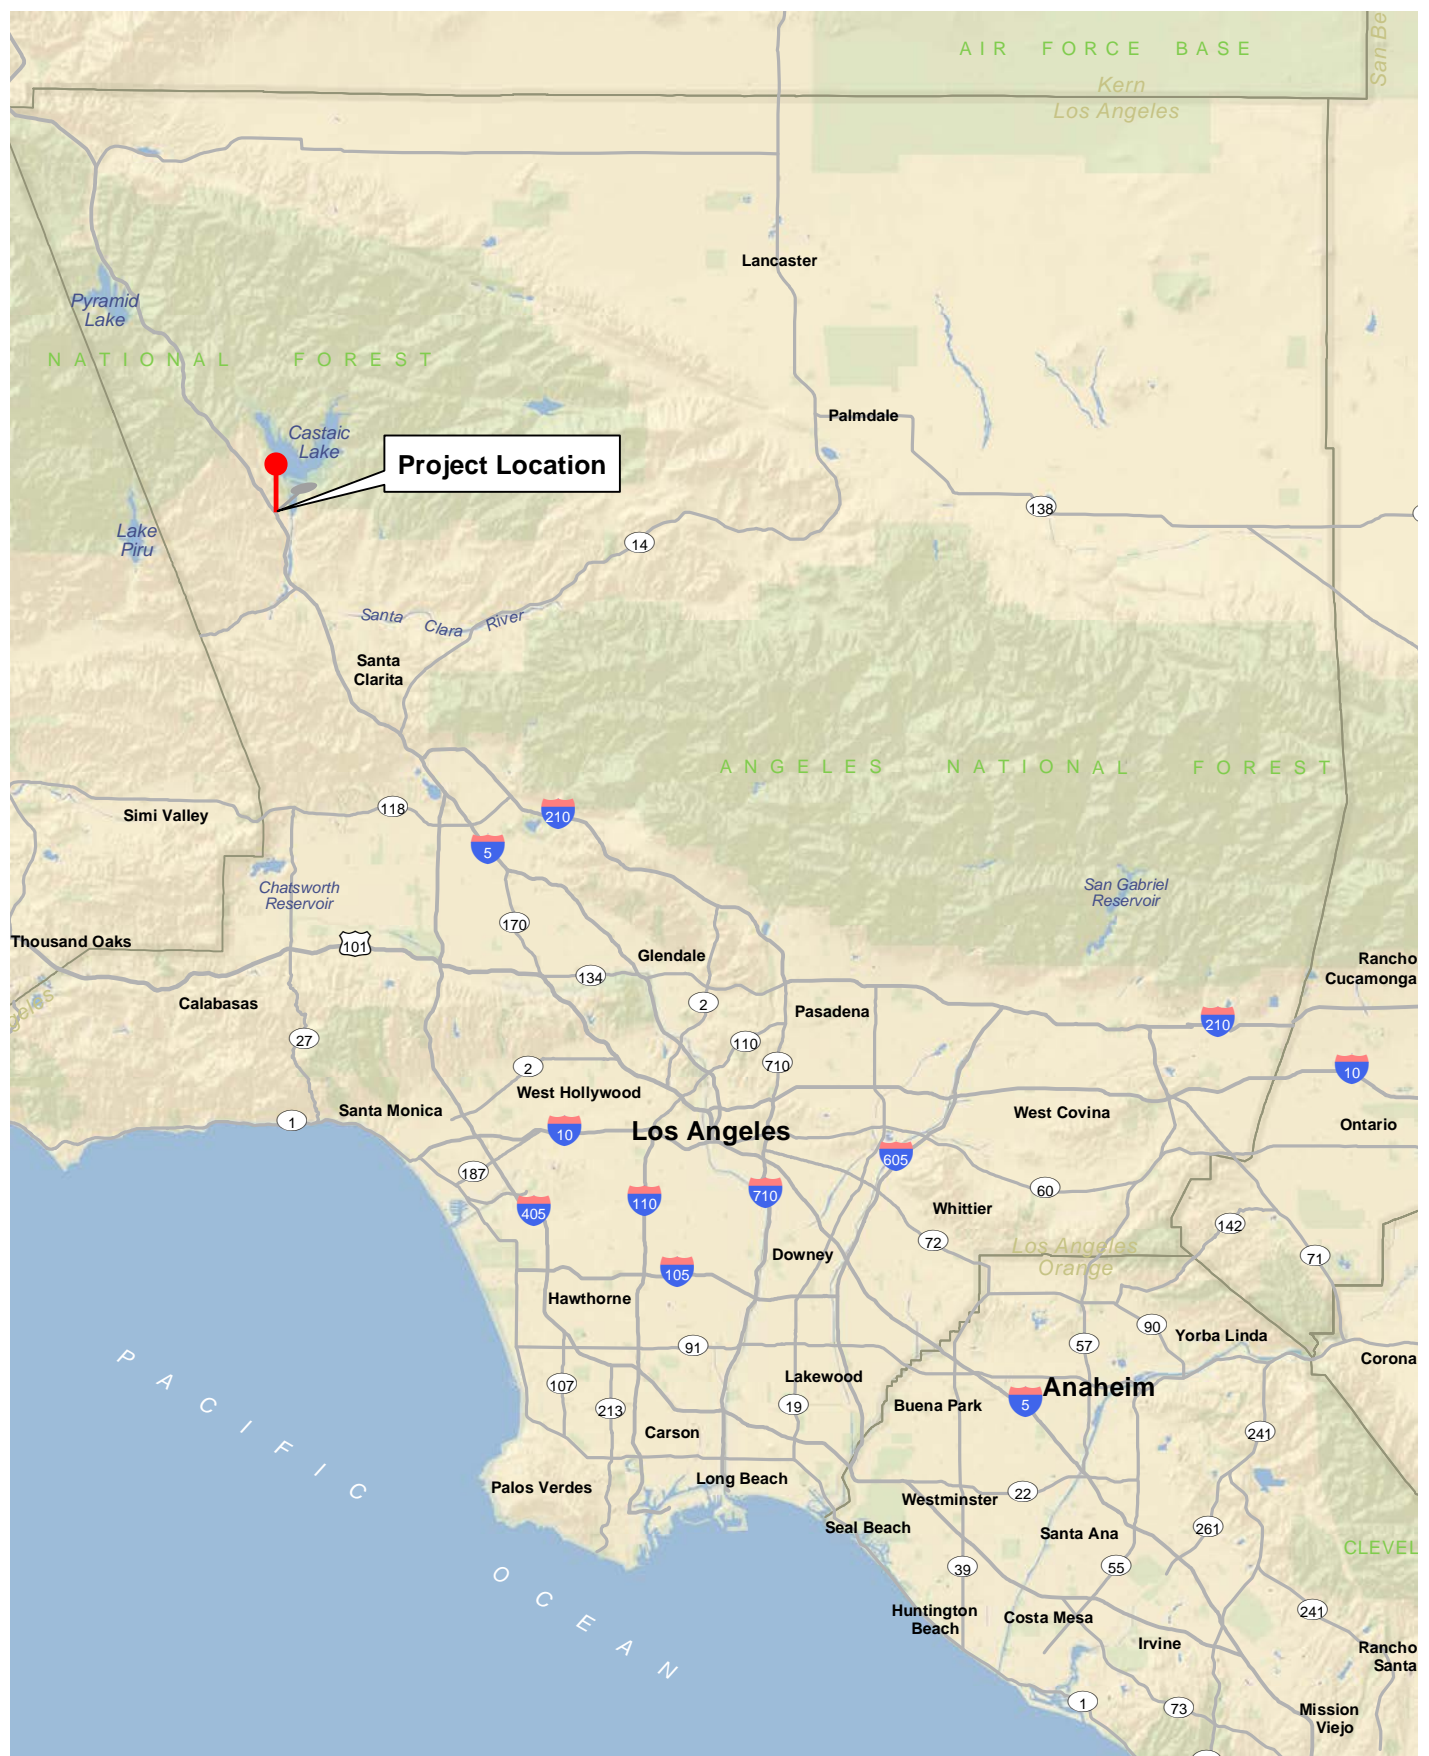 AIR FORCE BASE
San Be
Kern
Los Angeles
Lancaster
Pyramid
Lake
NATIONAL FOREST
Palmdale
Castaic
Lake
Project Location
138
Lake
Piru
14
Santa Clara River
Santa
Clarita
ANGELES NATIONAL FOREST
Simi Valley
118
210
5
Chatsworth
Reservoir
San Gabriel
Reservoir
170
Thousand Oaks
101
Glendale
134
Rancho
Cucamonga
geles
Calabasas
2
Pasadena
210
27
110
710
2
10
West Hollywood
Santa Monica
1
West Covina
Ontario
10
Los Angeles
605
187
60
405
110
710
Whittier
142
72
Los Angeles
Orange
71
Downey
105
Hawthorne
90
Yorba Linda
91
57
Corona
PACIFIC
107
Lakewood
Anaheim
213
19
Buena Park
5
Carson
241
Long Beach
Palos Verdes
Westminster
22
Seal Beach
Santa Ana
261
CLEVEL
39
55
OCEAN
Huntington
Beach
Costa Mesa
241
Irvine
Rancho
Santa
1
73
Mission
Viejo